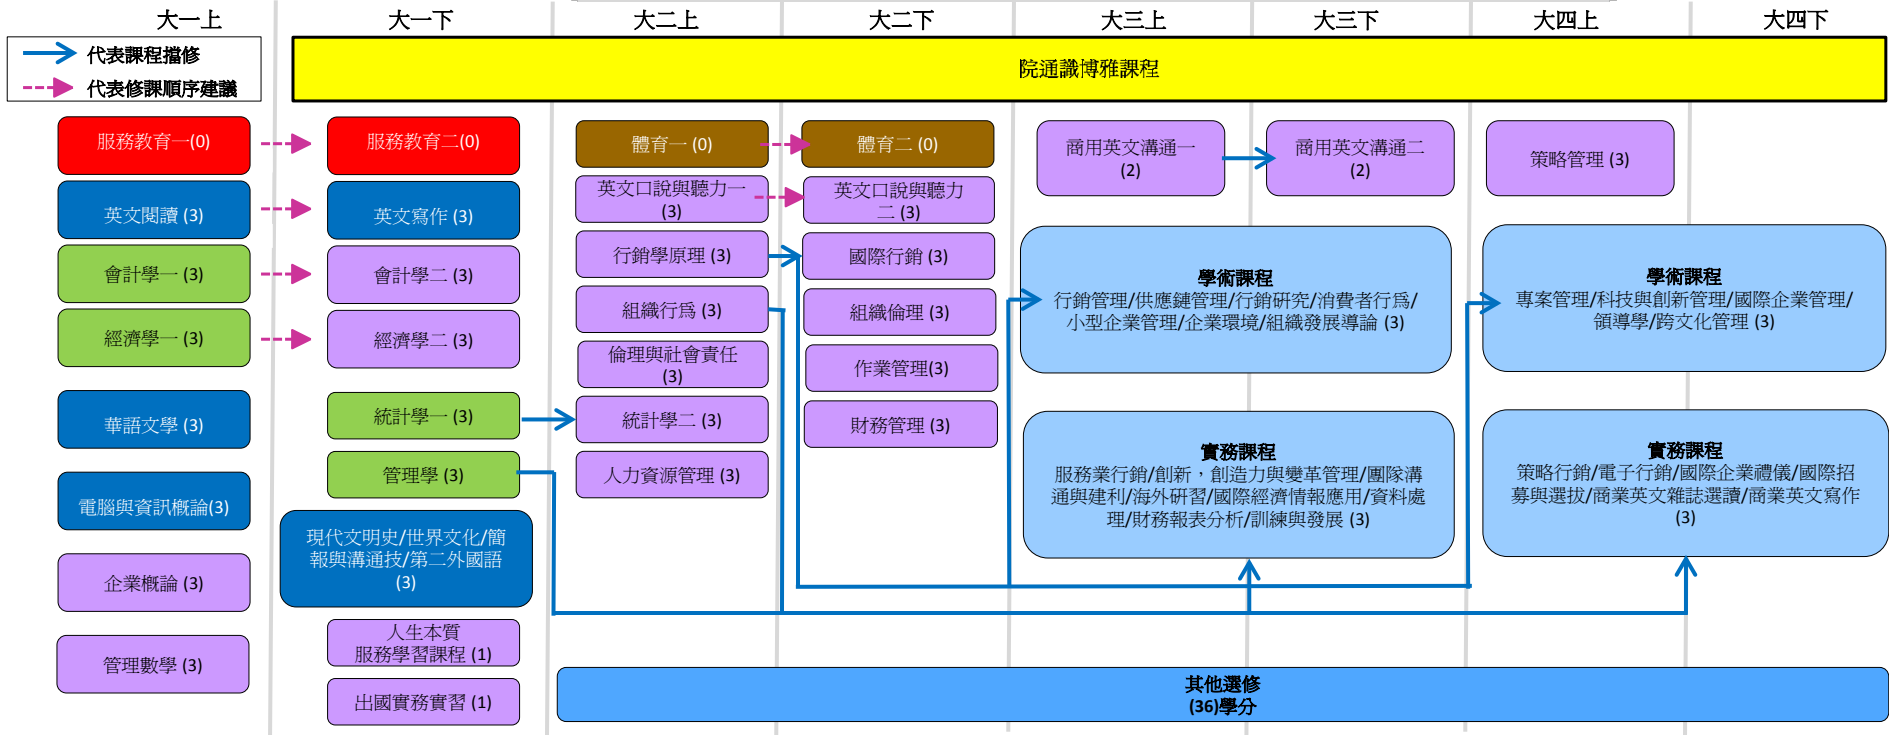 大一上
大一下
大二上
大二下
大三上
大三下
大四上
大四下
代表課程擋修
代表修課順序建議
院通識博雅課程
服務教育一(0)
英文閱讀 (3)
會計學一 (3)
經濟學一 (3)
華語文學 (3)
電腦與資訊概論(3)
企業概論 (3)
管理數學 (3)
服務教育二(0)
英文寫作 (3)
會計學二 (3)
經濟學二 (3)
統計學一 (3)
管理學 (3)
現代文明史/世界文化/簡
報與溝通技/第二外國語
(3)
人生本質
服務學習課程 (1)
出國實務實習 (1)
體育一 (0)
英文口說與聽力一
(3)
行銷學原理 (3)
組織行為 (3)
倫理與社會責任
(3)
統計學二 (3)
人力資源管理 (3)
體育二 (0)
英文口說與聽力
二 (3)
國際行銷 (3)
組織倫理 (3)
作業管理(3)
財務管理 (3)
商用英文溝通一
(2)
商用英文溝通二
(2)
學術課程
行銷管理/供應鏈管理/行銷研究/消費者行為/
小型企業管理/企業環境/組織發展導論 (3)
實務課程
服務業行銷/創新，創造力與變革管理/團隊溝
通與建利/海外研習/國際經濟情報應用/資料處
理/財務報表分析/訓練與發展 (3)
策略管理 (3)
學術課程
專案管理/科技與創新管理/國際企業管理/
領導學/跨文化管理 (3)
實務課程
策略行銷/電子行銷/國際企業禮儀/國際招
募與選拔/商業英文雜誌選讀/商業英文寫作
(3)
其他選修
(36)學分